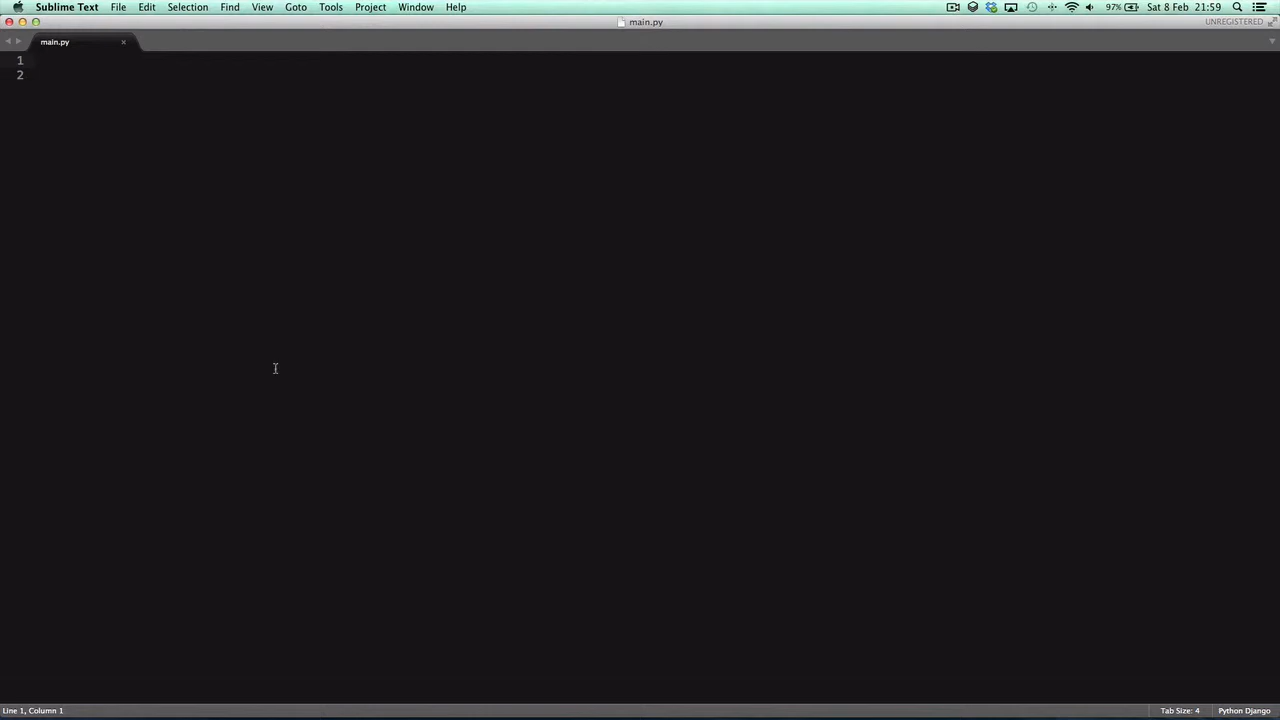 Sublime Text File Edit Selection Find View Goto Tools Project Window Help 97% Sat 8 Feb 21:59
main.py UNREGISTERED
main.py
1
2
Line 1, Column 1 Tab Size: 4 Python Django